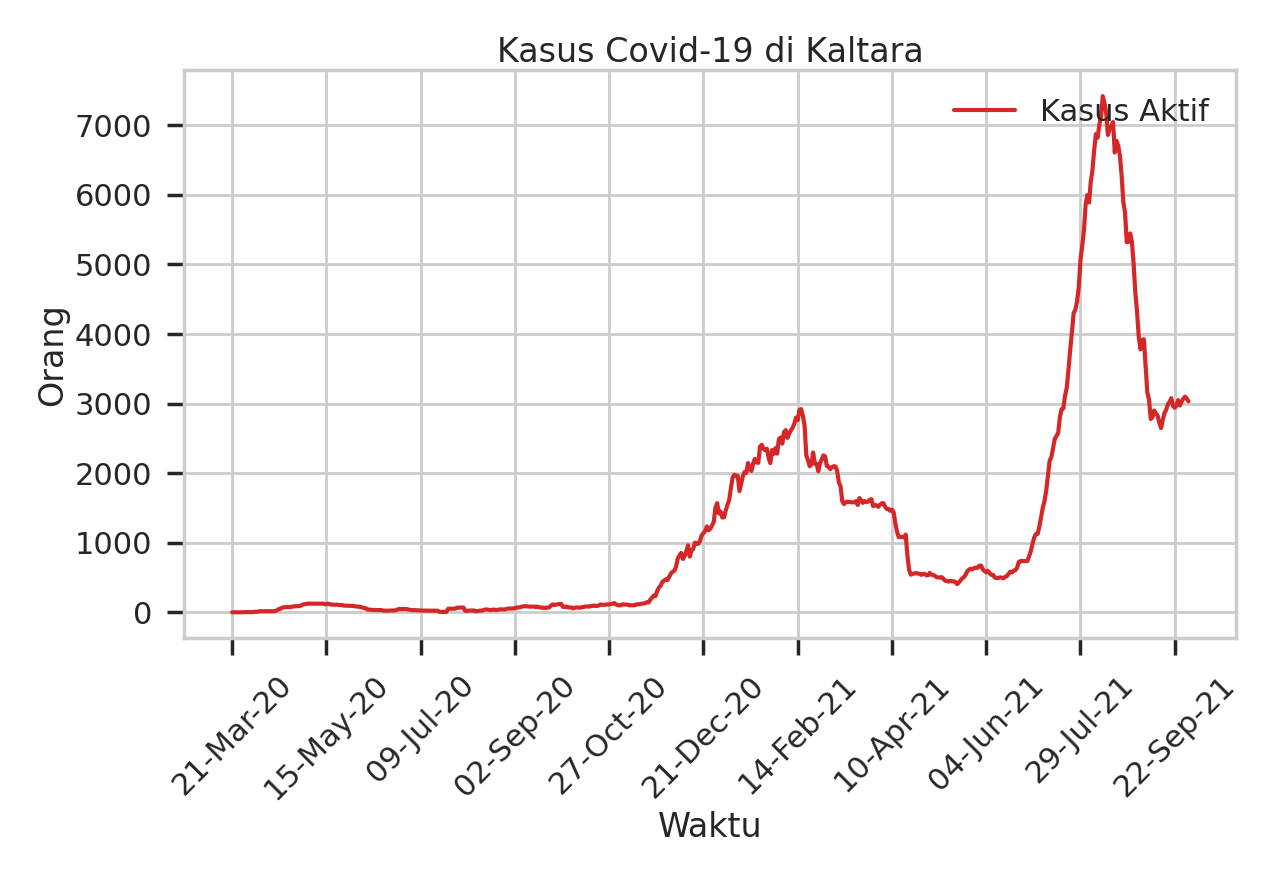 Kasus Covid-19 di Kaltara
Kasus Aktif
7000
6000
5000
4000
3000
2000
1000
0
Orang
21-Mar-20
15-May-20
09-Jul-20
02-Sep-20
27-Oct-20
21-Dec-20
14-Feb-21
10-Apr-21
04-Jun-21
29-Jul-21
22-Sep-21
Waktu